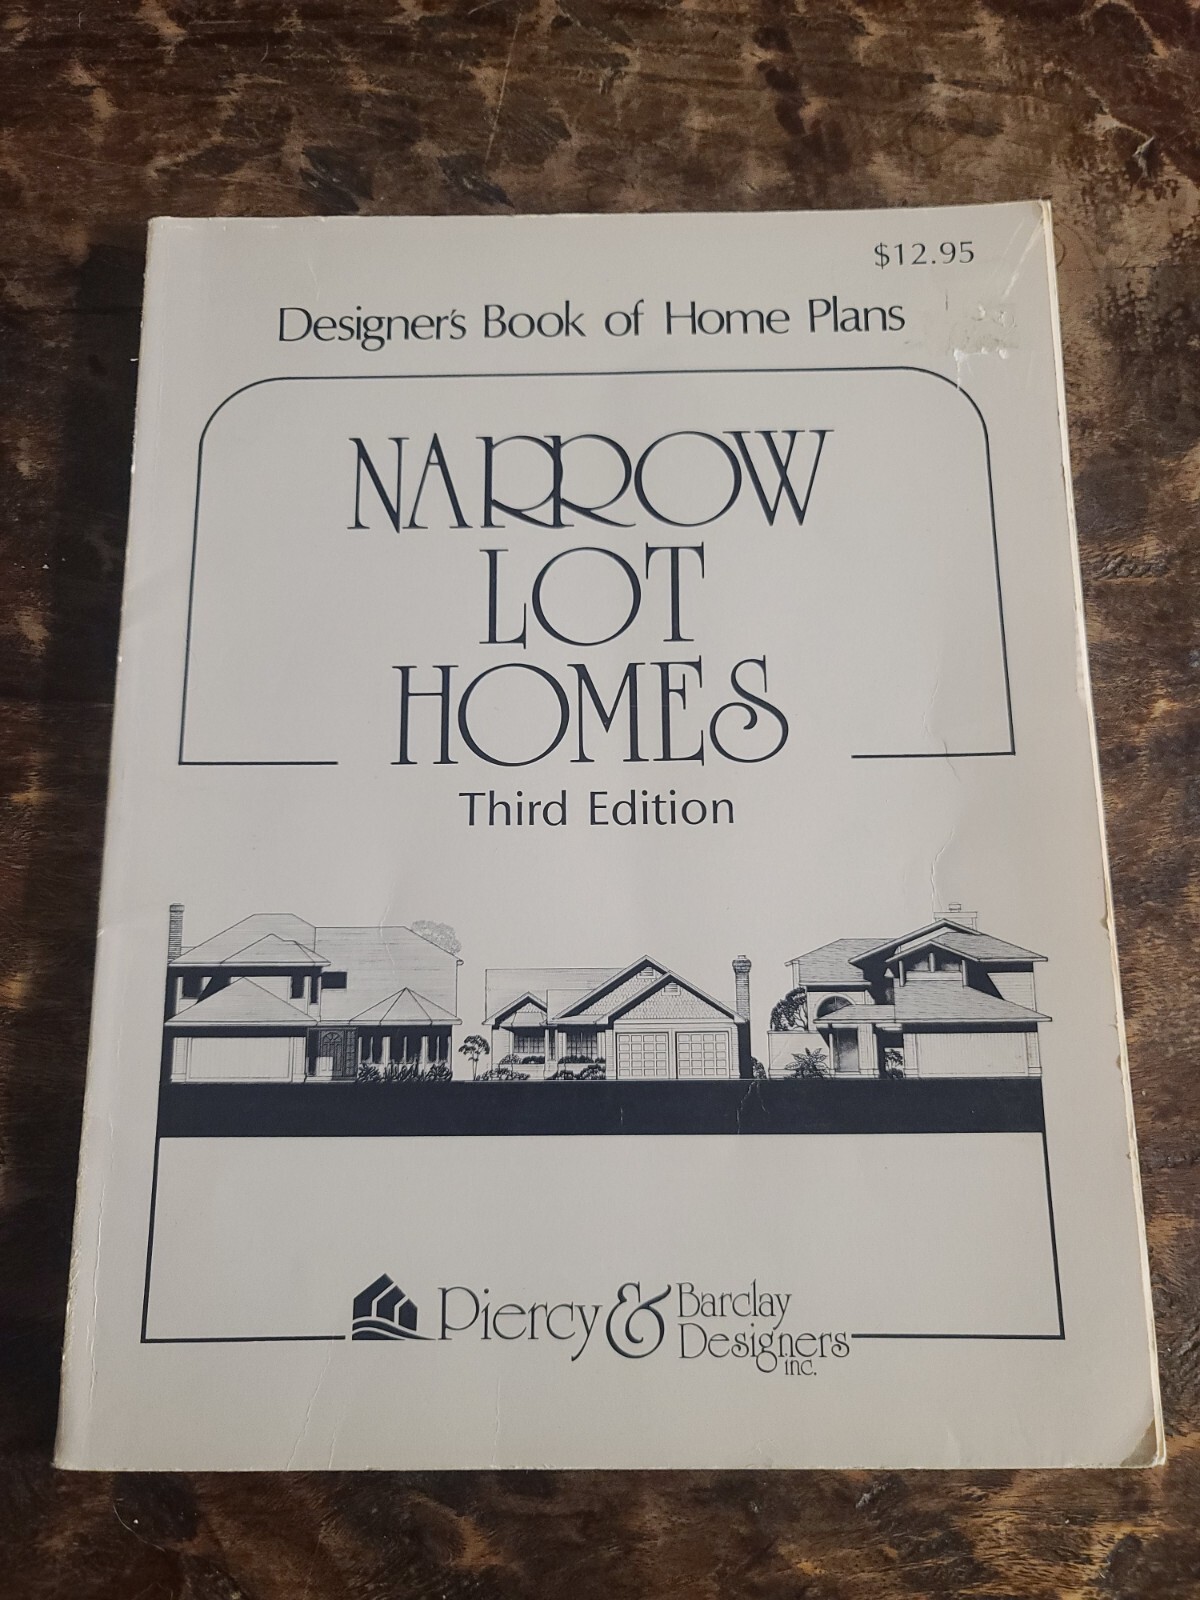 $12.95
Designer's Book of Home Plans
NARROW
LOT
HOMES
Third Edition
Piercy & Barclay
Designers
inc.